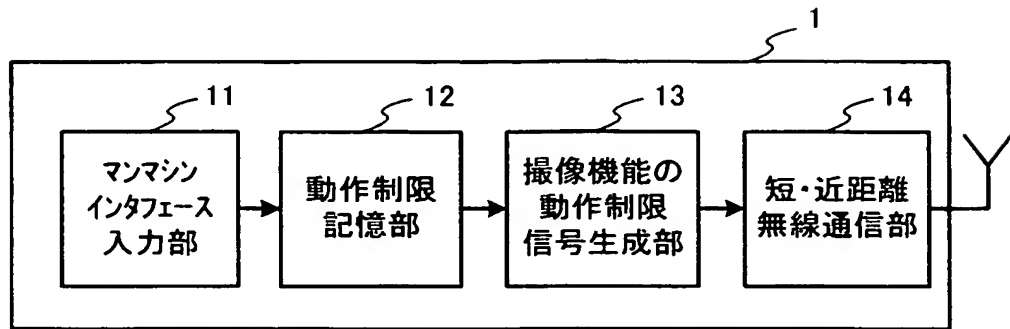 1
11
12
13
14
マンマシン
インタフェース
入力部
動作制限
記憶部
撮像機能の
動作制限
信号生成部
短・近距離
無線通信部